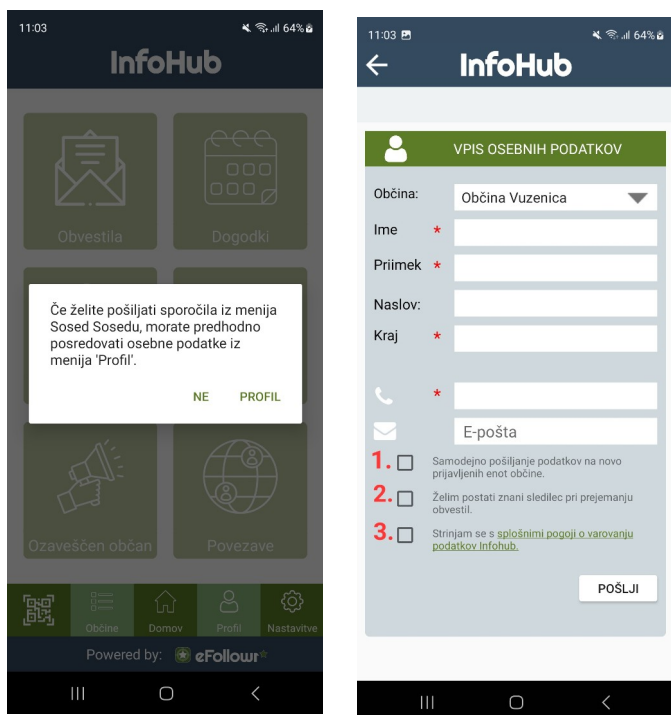 11:03
64%
InfoHub
Obvestila
Dogodki
Če želite pošiljati sporočila iz menija
Sosed Sosedu, morate predhodno
posredovati osebne podatke iz
menija 'Profil'.
NE
PROFIL
Ozaveščen občan
Povezave
Občine
Domov
Profil
Nastavitve
Powered by:
eFollowr
11:03
64%
InfoHub
VPIS OSEBNIH PODATKOV
Občina:
Občina Vuzenica
Ime *
Priimek *
Naslov:
Kraj *
*
E-pošta
1. Samodejno pošiljanje podatkov na novo
prijavljenih enot občine.
2. Želim postati znani sledilec pri prejemanju
obvestil.
3. Strinjam se s splošnimi pogoji o varovanju
podatkov Infohub.
POŠLJI